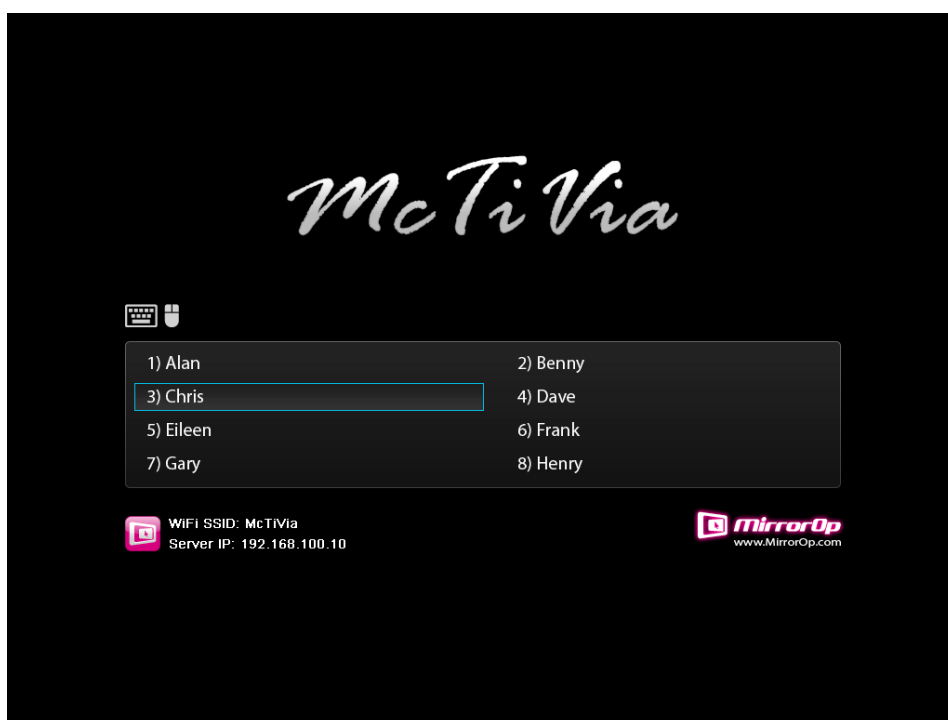 McTiVia
1) Alan 2) Benny
3) Chris 4) Dave
5) Eileen 6) Frank
7) Gary 8) Henry
WiFi SSID: McTiVia
Server IP: 192.168.100.10
MirrorOp
www.MirrorOp.com